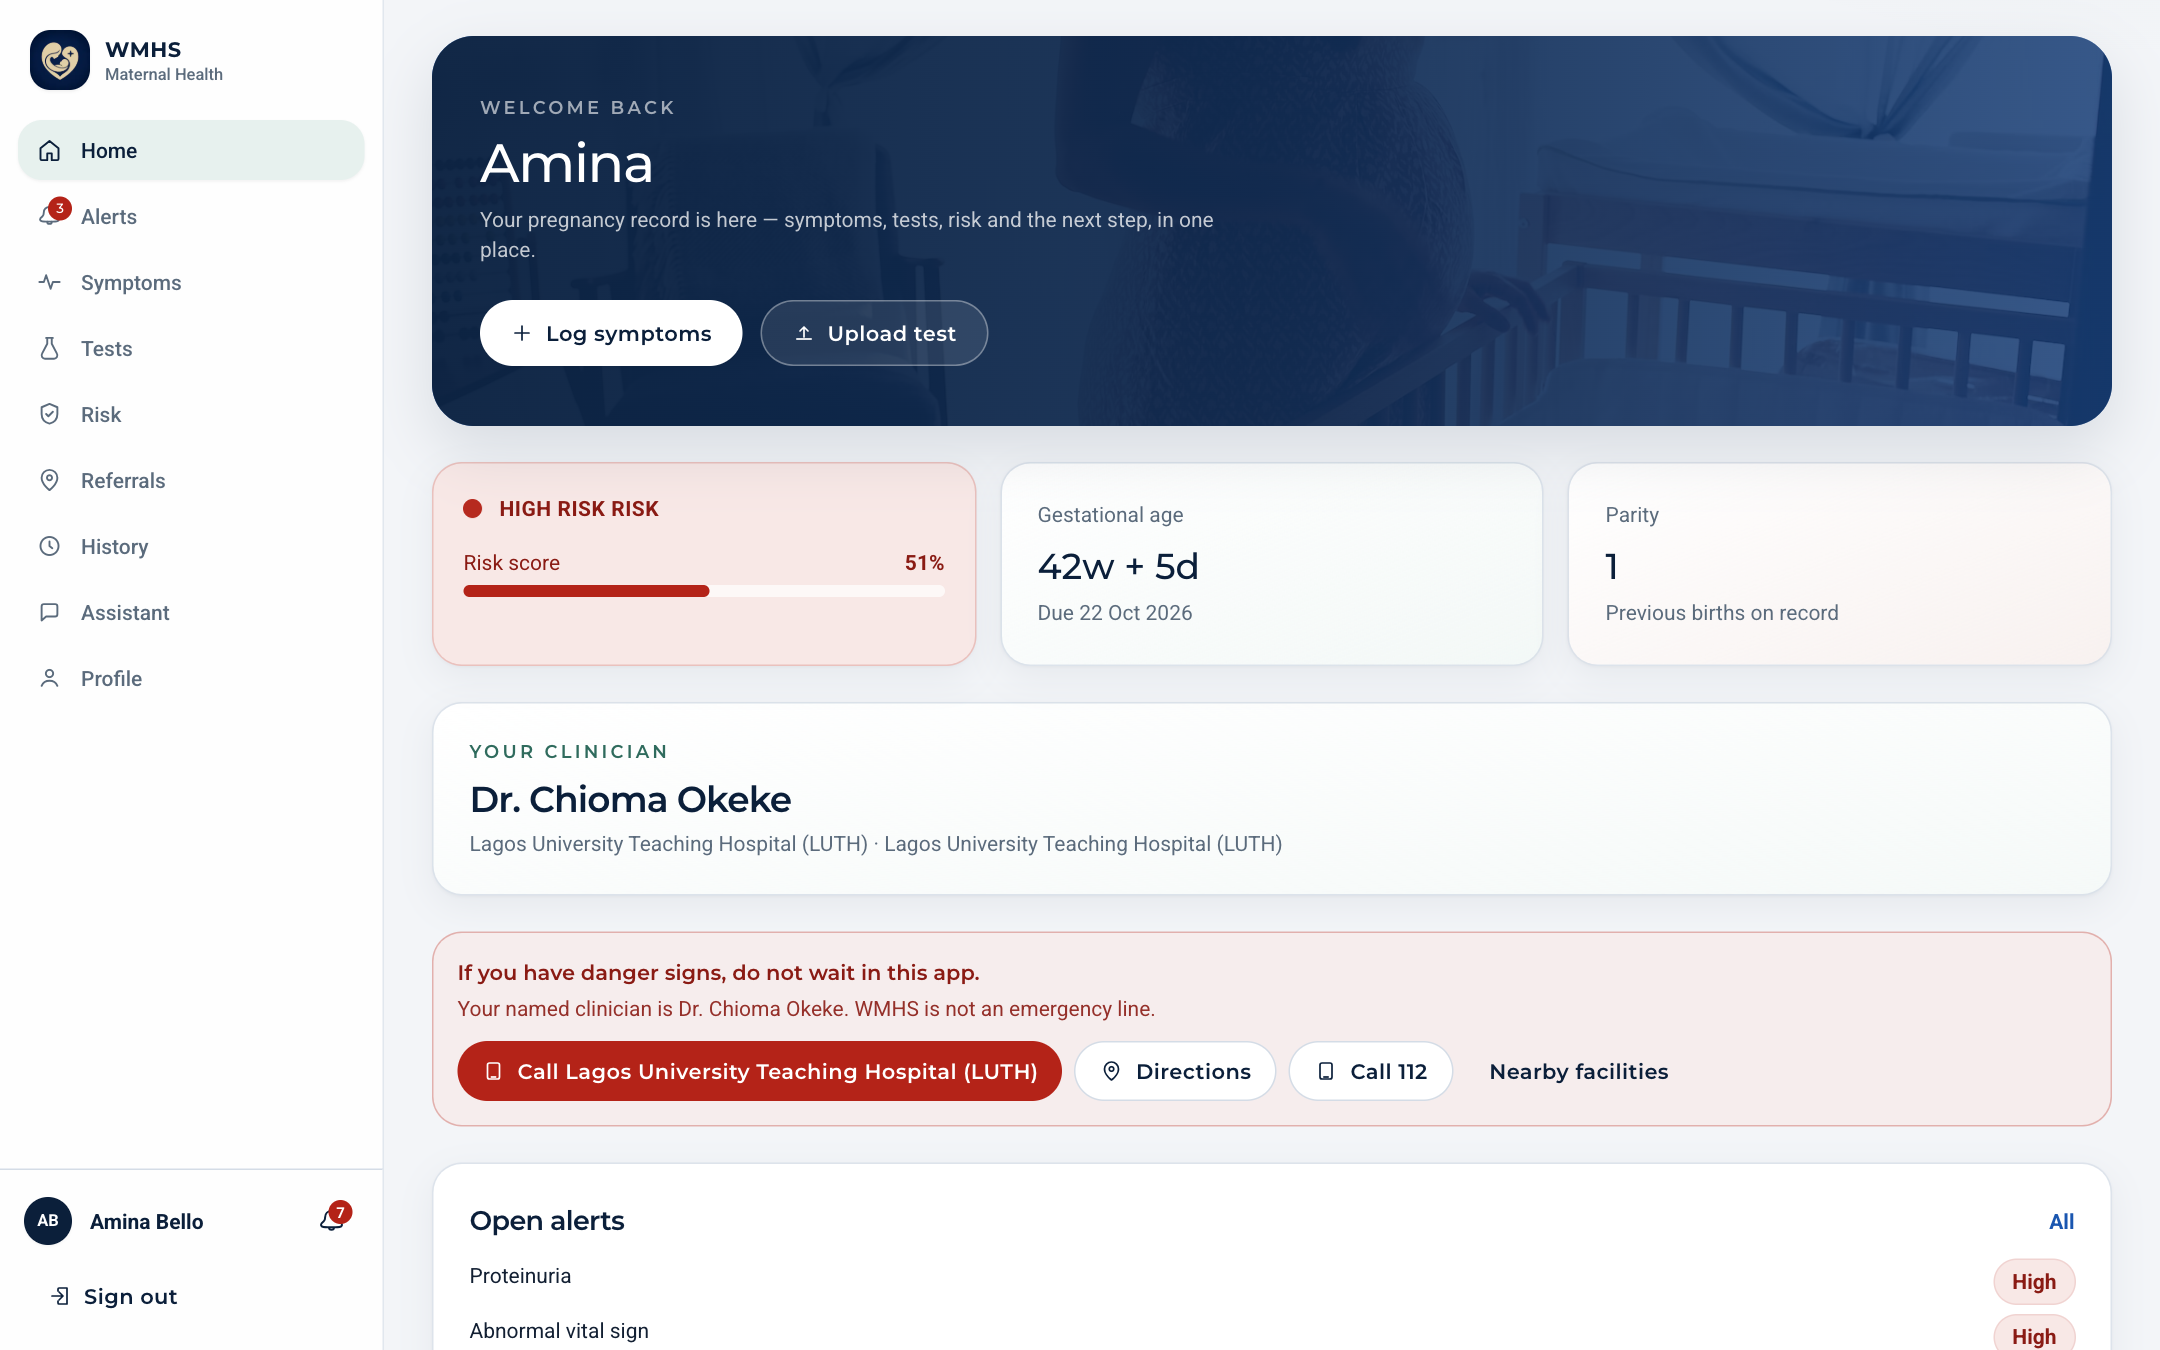 WMHS
Maternal Health
Home
3
Alerts
Symptoms
Tests
Risk
Referrals
History
Assistant
Profile
AB
Amina Bello
7
Sign out
WELCOME BACK
Amina
Your pregnancy record is here — symptoms, tests, risk and the next step, in one
place.
Log symptoms
Upload test
HIGH RISK RISK
Risk score
51%
Gestational age
42w + 5d
Due 22 Oct 2026
Parity
1
Previous births on record
YOUR CLINICIAN
Dr. Chioma Okeke
Lagos University Teaching Hospital (LUTH) · Lagos University Teaching Hospital (LUTH)
If you have danger signs, do not wait in this app.
Your named clinician is Dr. Chioma Okeke. WMHS is not an emergency line.
Call Lagos University Teaching Hospital (LUTH)
Directions
Call 112
Nearby facilities
Open alerts
All
Proteinuria
High
Abnormal vital sign
High